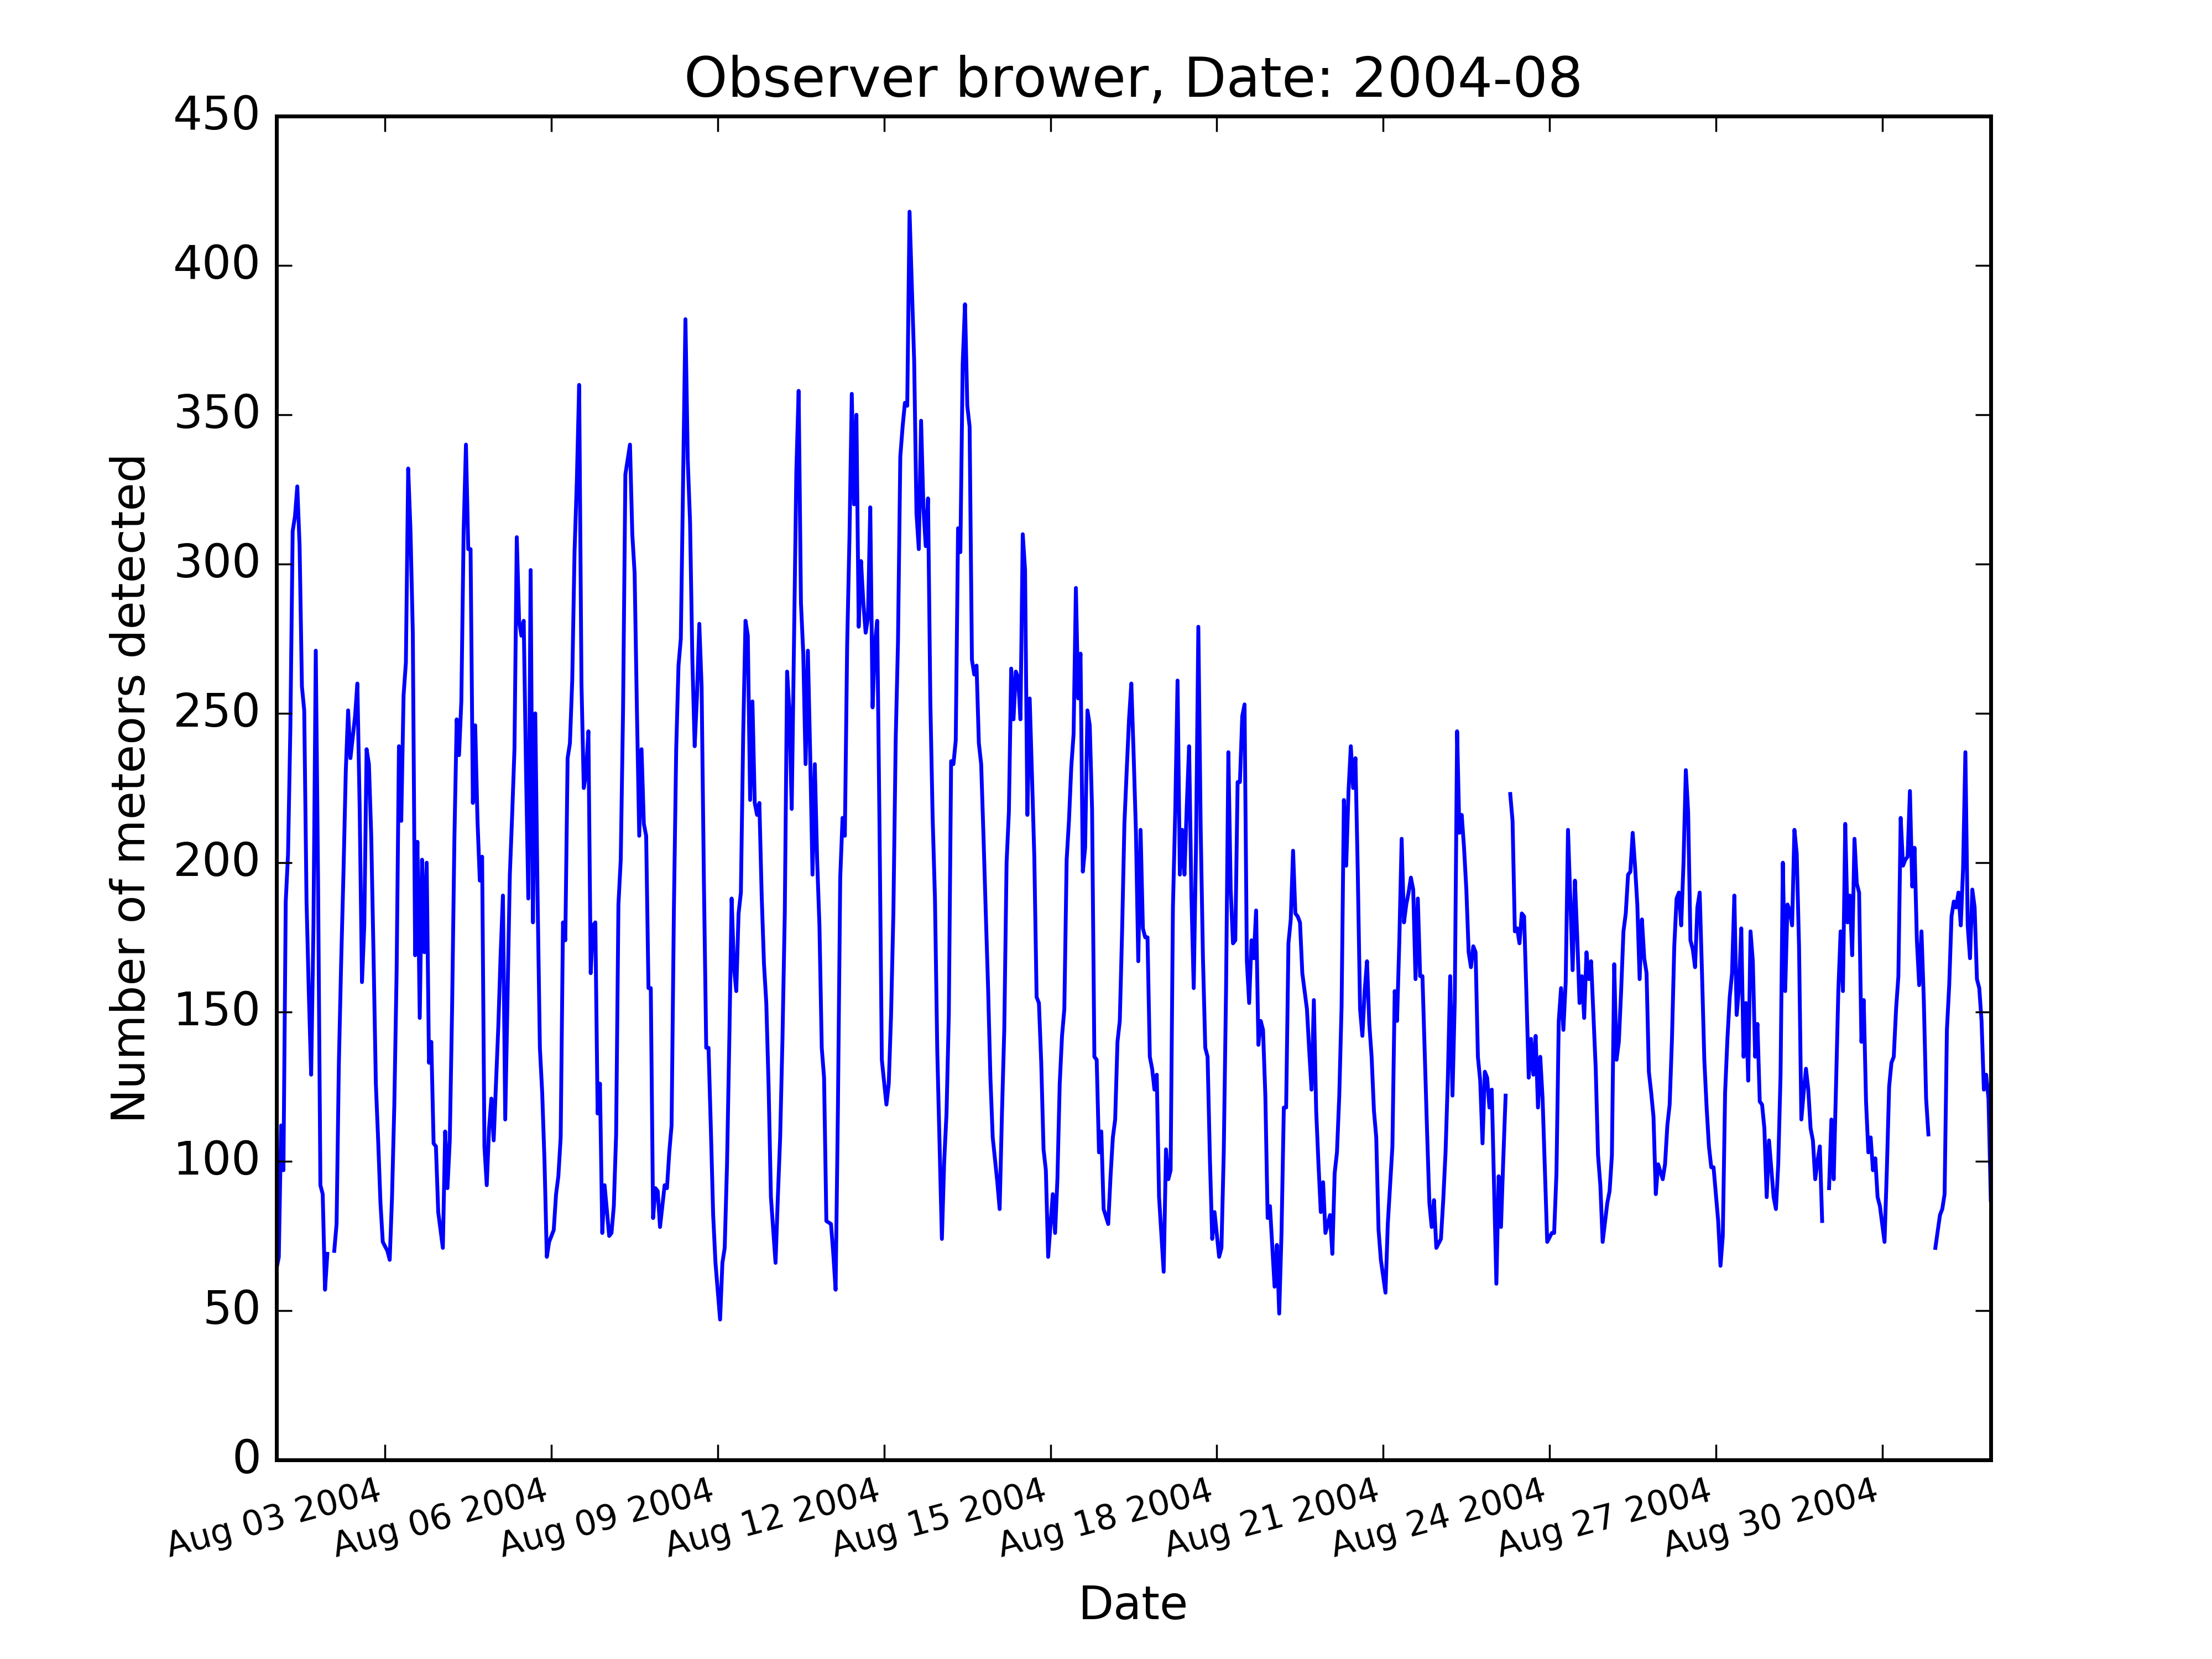 Observer brower, Date: 2004-08
450
400
350
300
250
200
150
100
50
0
Number of meteors detected
Aug 03 2004
Aug 06 2004
Aug 09 2004
Aug 12 2004
Aug 15 2004
Aug 18 2004
Aug 21 2004
Aug 24 2004
Aug 27 2004
Aug 30 2004
Date